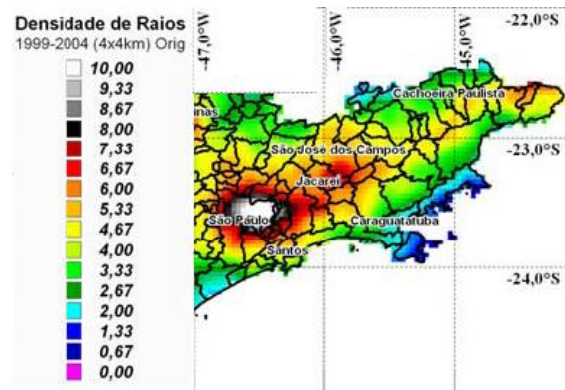 Densidade de Raios
1999-2004 (4x4km) Orig
10,00
9,33
8,67
8,00
7,33
6,67
6,00
5,33
4,67
4,00
3,33
2,67
2,00
1,33
0,67
0,00
-47,0°W
-46,0°W
-45,0°W
-22,0°S
Cachoeira Paulista
inas
-23,0°S
São José dos Campos
Jacareí
São Paulo
Caraguatatuba
Santos
-24,0°S